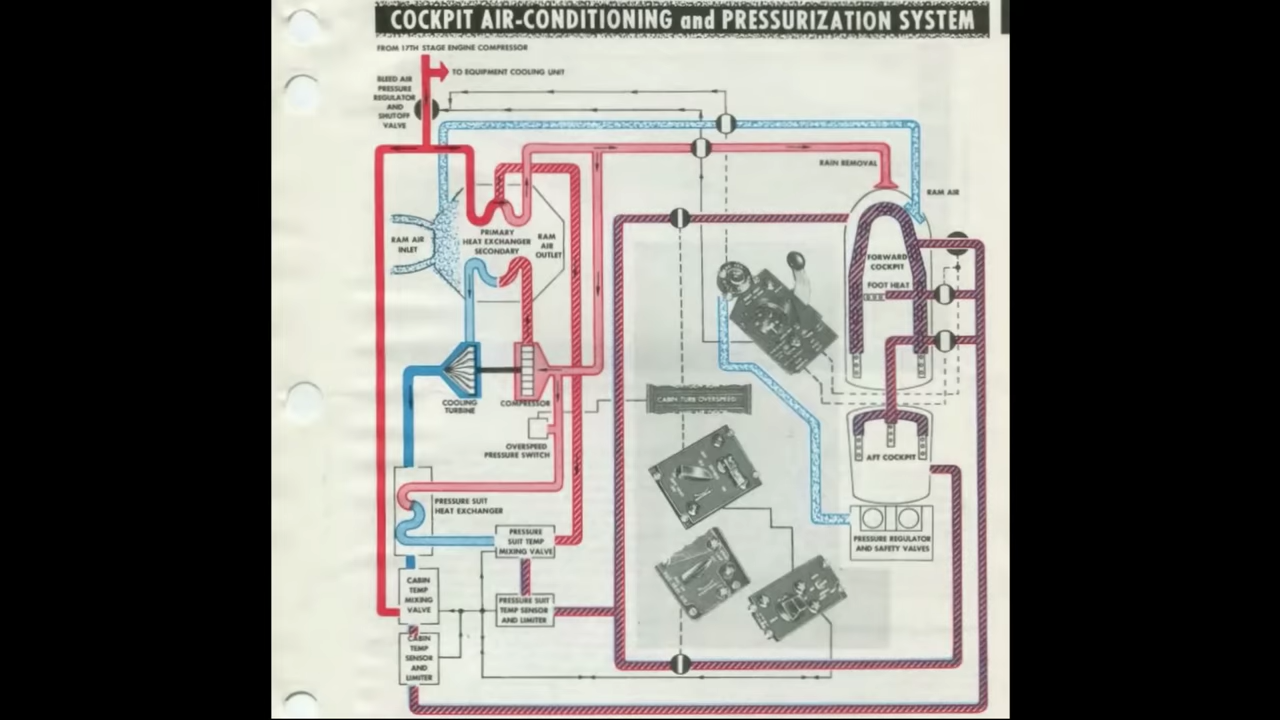 COCKPIT AIR-CONDITIONING and PRESSURIZATION SYSTEM
FROM 17TH STAGE ENGINE COMPRESSOR
TO EQUIPMENT COOLING UNIT
BLEED AIR
PRESSURE
REGULATOR
AND
SHUTOFF
VALVE
RAIN REMOVAL
RAM AIR
RAM AIR
INLET
PRIMARY
HEAT EXCHANGER
SECONDARY
RAM
AIR
OUTLET
FORWARD
COCKPIT
FOOT HEAT
COOLING
TURBINE
COMPRESSOR
CABIN TURB OVERSPEED
OVERSPEED
PRESSURE SWITCH
AFT COCKPIT
PRESSURE SUIT
HEAT EXCHANGER
PRESSURE
SUIT TEMP
MIXING VALVE
PRESSURE REGULATOR
AND SAFETY VALVES
CABIN
TEMP
MIXING
VALVE
PRESSURE SUIT
TEMP SENSOR
AND LIMITER
CABIN
TEMP
SENSOR
AND
LIMITER